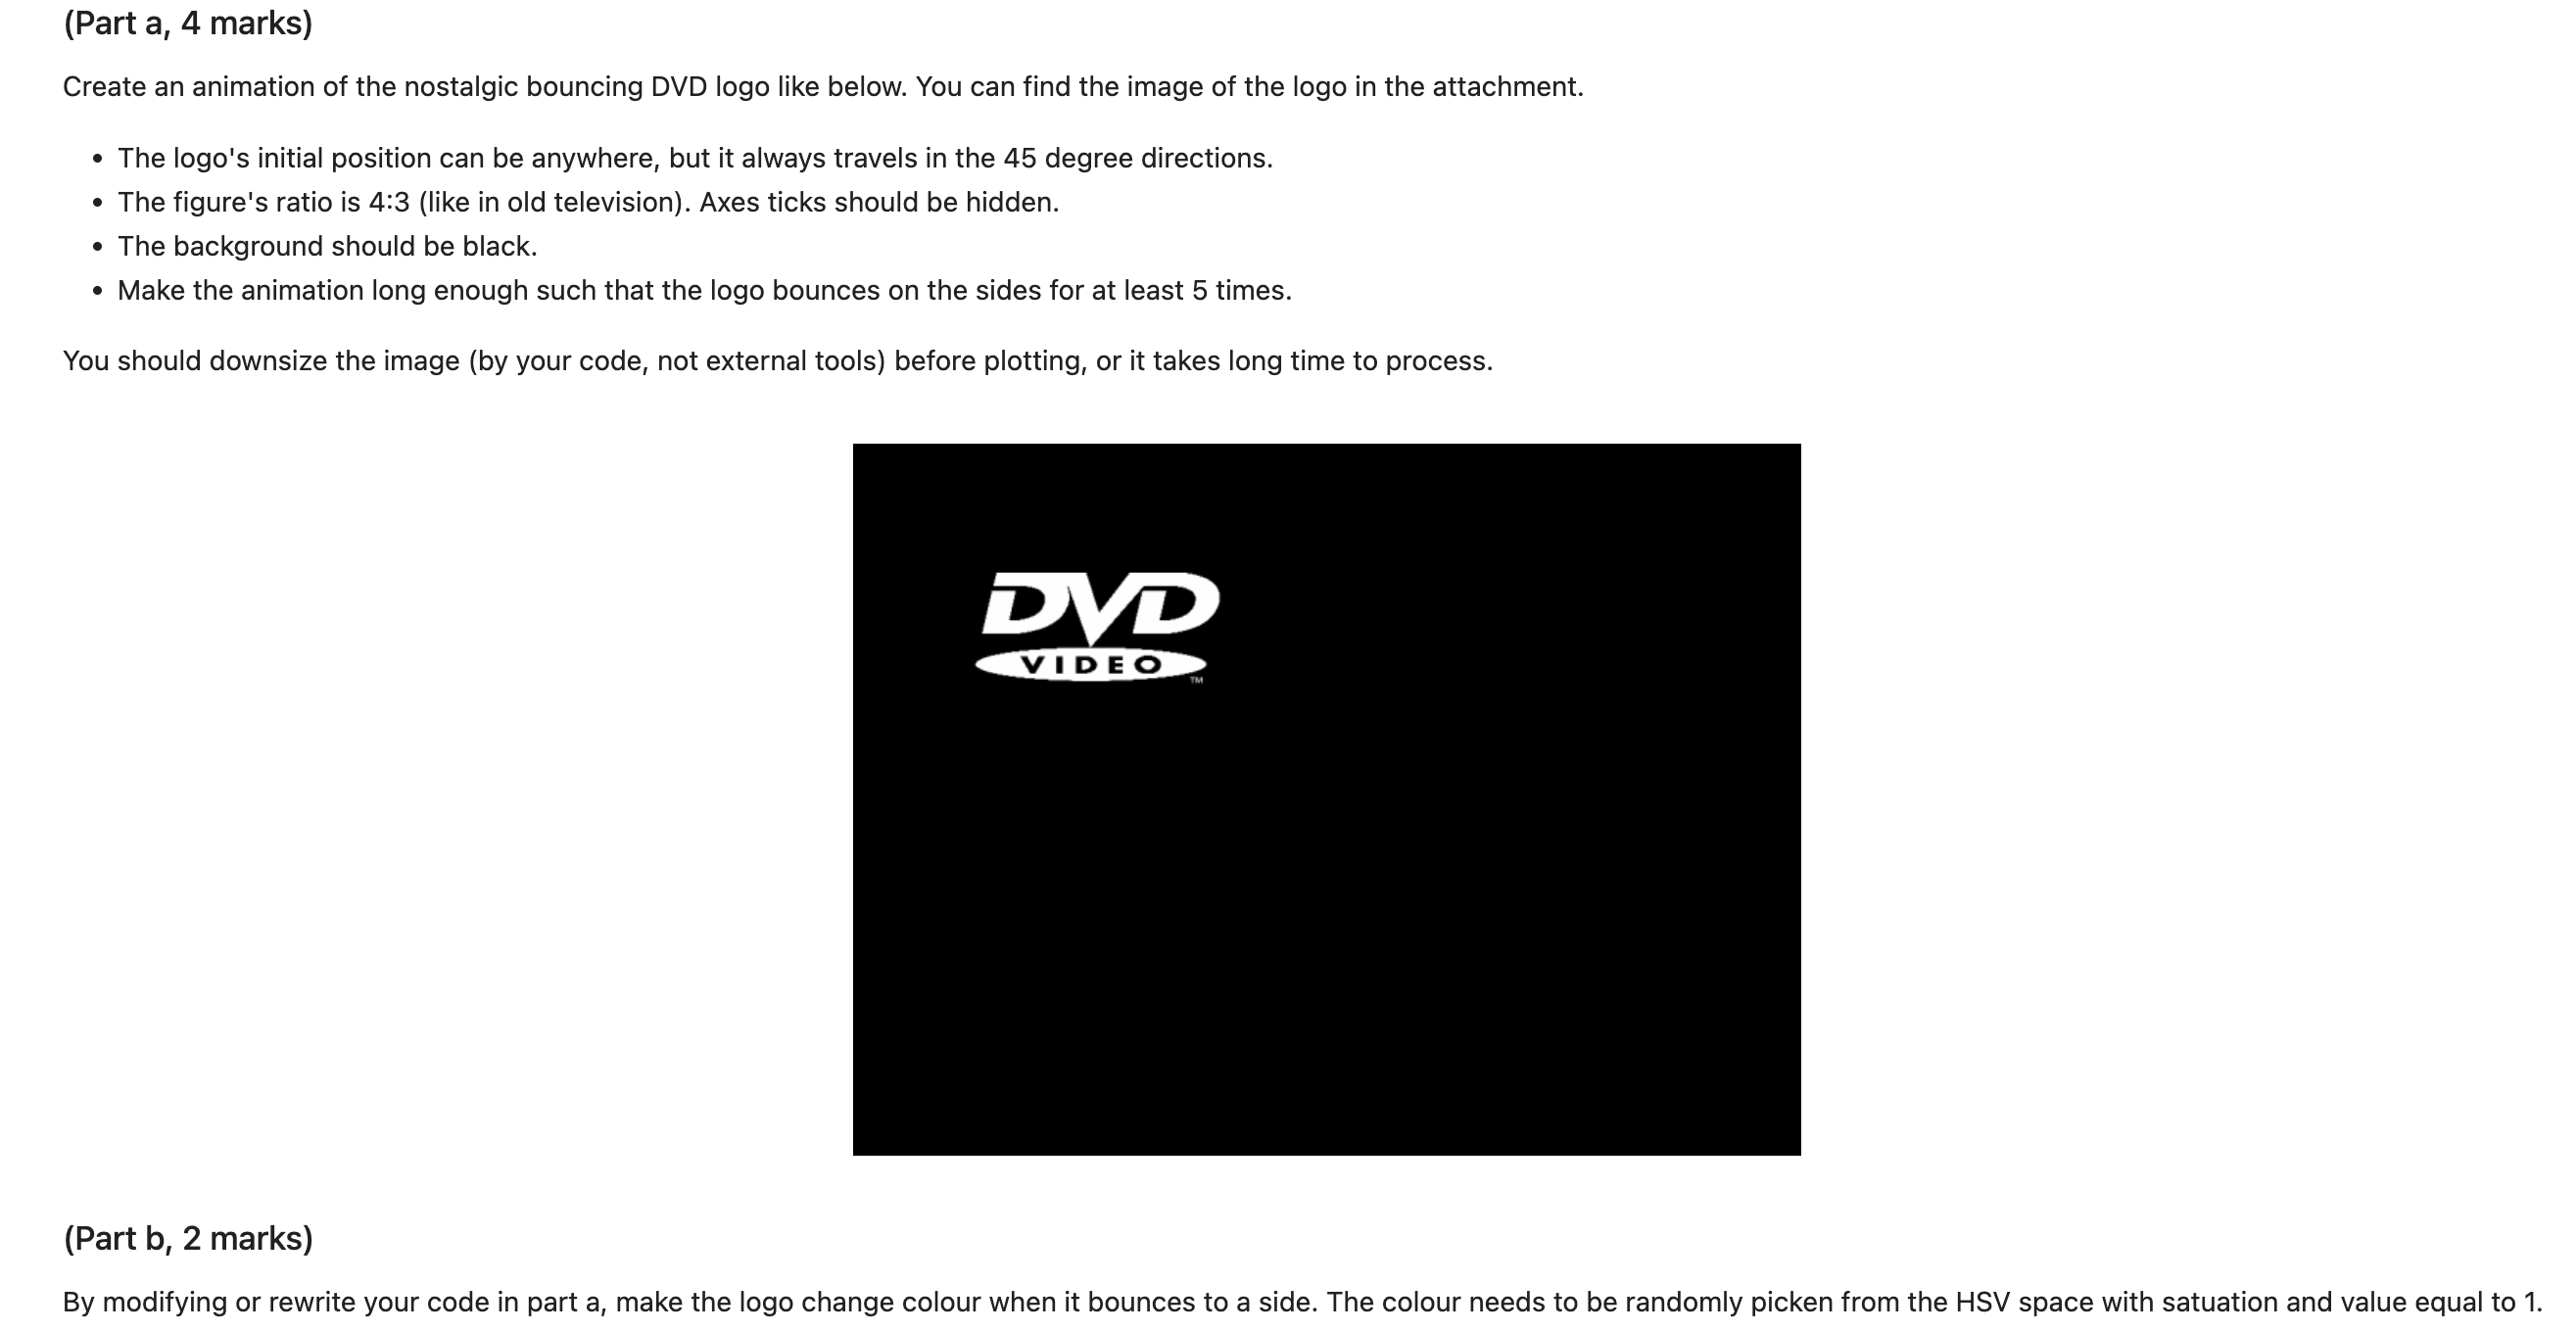 (Part a, 4 marks)
Create an animation of the nostalgic bouncing DVD logo like below. You can find the image of the logo in the attachment.
• The logo's initial position can be anywhere, but it always travels in the 45 degree directions.
• The figure's ratio is 4:3 (like in old television). Axes ticks should be hidden.
• The background should be black.
• Make the animation long enough such that the logo bounces on the sides for at least 5 times.
You should downsize the image (by your code, not external tools) before plotting, or it takes long time to process.
DVD
VIDEO
TM
(Part b, 2 marks)
By modifying or rewrite your code in part a, make the logo change colour when it bounces to a side. The colour needs to be randomly picken from the HSV space with satuation and value equal to 1.